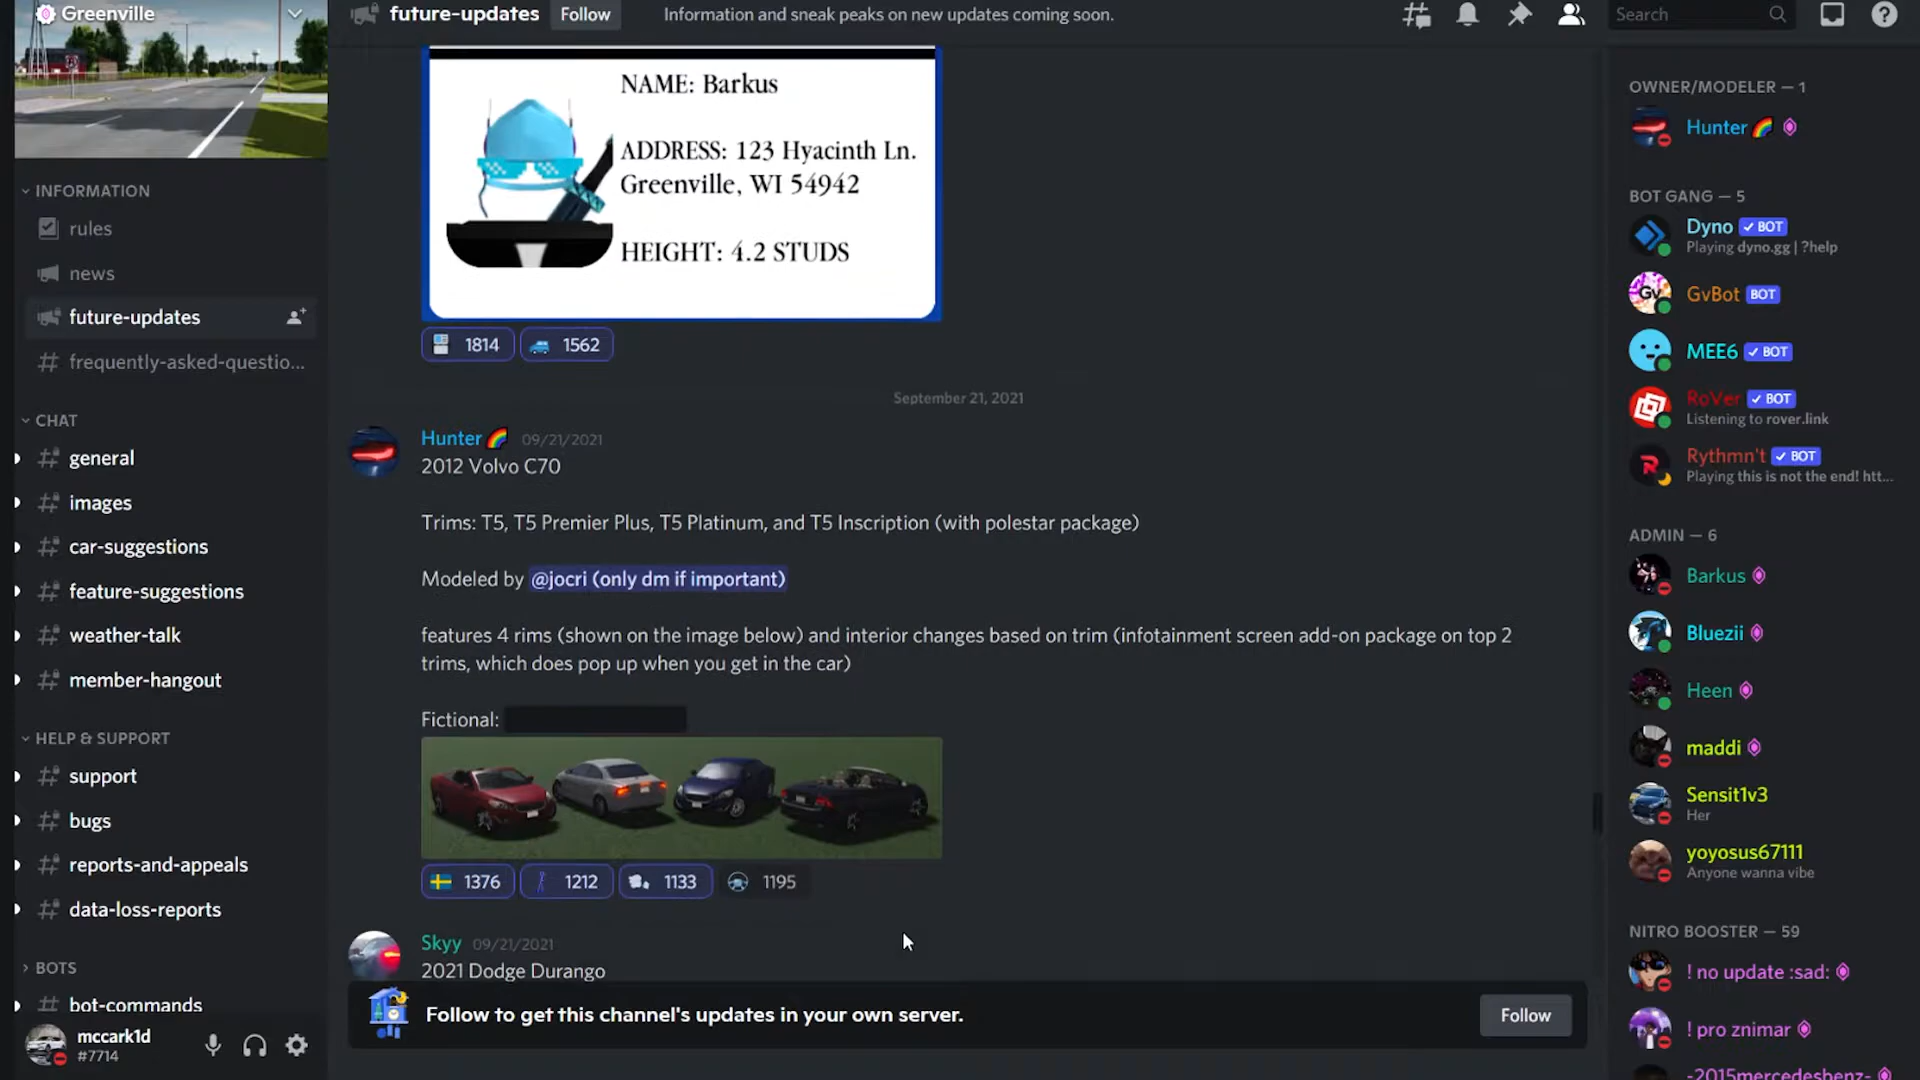 Greenville
INFORMATION
rules
news
future-updates
frequently-asked-questio...
CHAT
general
images
car-suggestions
feature-suggestions
weather-talk
member-hangout
HELP & SUPPORT
support
bugs
reports-and-appeals
data-loss-reports
BOTS
bot-commands
mccark1d
#7714
future-updates
Follow
Information and sneak peaks on new updates coming soon.
Search
NAME: Barkus
ADDRESS: 123 Hyacinth Ln.
Greenville, WI 54942
HEIGHT: 4.2 STUDS
1814 1562
September 21, 2021
Hunter 09/21/2021
2012 Volvo C70
Trims: T5, T5 Premier Plus, T5 Platinum, and T5 Inscription (with polestar package)
Modeled by @jocri (only dm if important)
features 4 rims (shown on the image below) and interior changes based on trim (infotainment screen add-on package on top 2
trims, which does pop up when you get in the car)
Fictional:
1376 1212 1133 1195
Skyy 09/21/2021
2021 Dodge Durango
Follow to get this channel's updates in your own server.
Follow
OWNER/MODELER — 1
Hunter
BOT GANG — 5
Dyno BOT
Playing dyno.gg | ?help
Gv
GvBot BOT
MEE6 BOT
RoVer BOT
Listening to rover.link
Rythmn't BOT
Playing this is not the end! htt...
ADMIN — 6
Barkus
Bluezii
Heen
maddi
Sensit1v3
Her
yoyosus67111
Anyone wanna vibe
NITRO BOOSTER — 59
! no update :sad:
! pro znimar
-2015mercedesbenz-